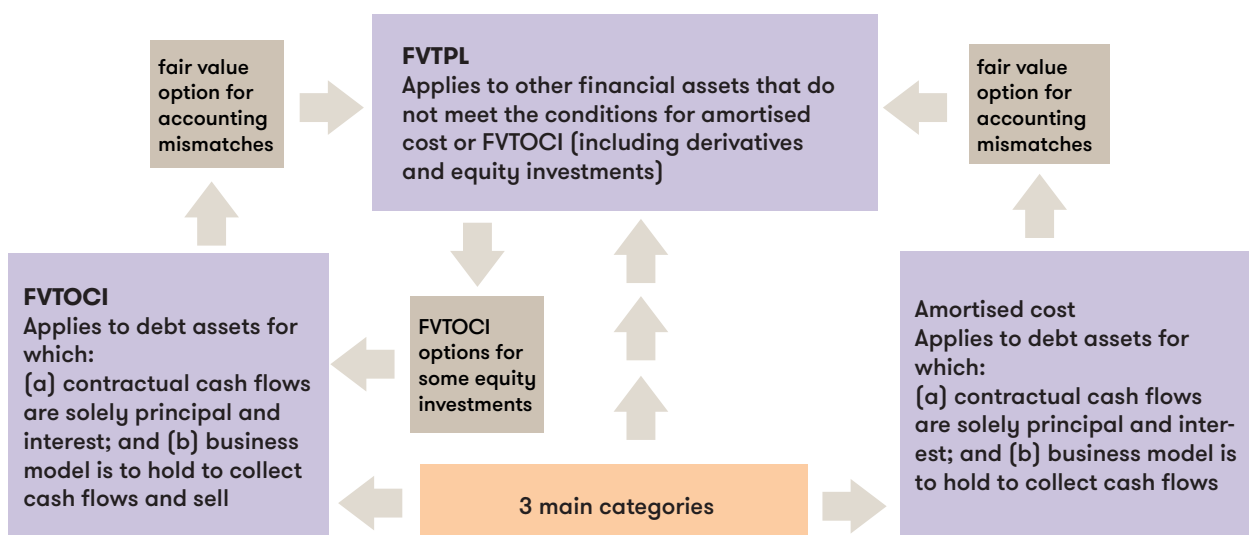 fair value
option for
accounting
mismatches
FVTPL
Applies to other financial assets that do
not meet the conditions for amortised
cost or FVTOCI (including derivatives
and equity investments)
fair value
option for
accounting
mismatches
FVTOCI
Applies to debt assets for
which:
(a) contractual cash flows
are solely principal and
interest; and (b) business
model is to hold to collect
cash flows and sell
FVTOCI
options for
some equity
investments
Amortised cost
Applies to debt assets for
which:
(a) contractual cash flows
are solely principal and inter-
est; and (b) business model is
to hold to collect cash flows
3 main categories